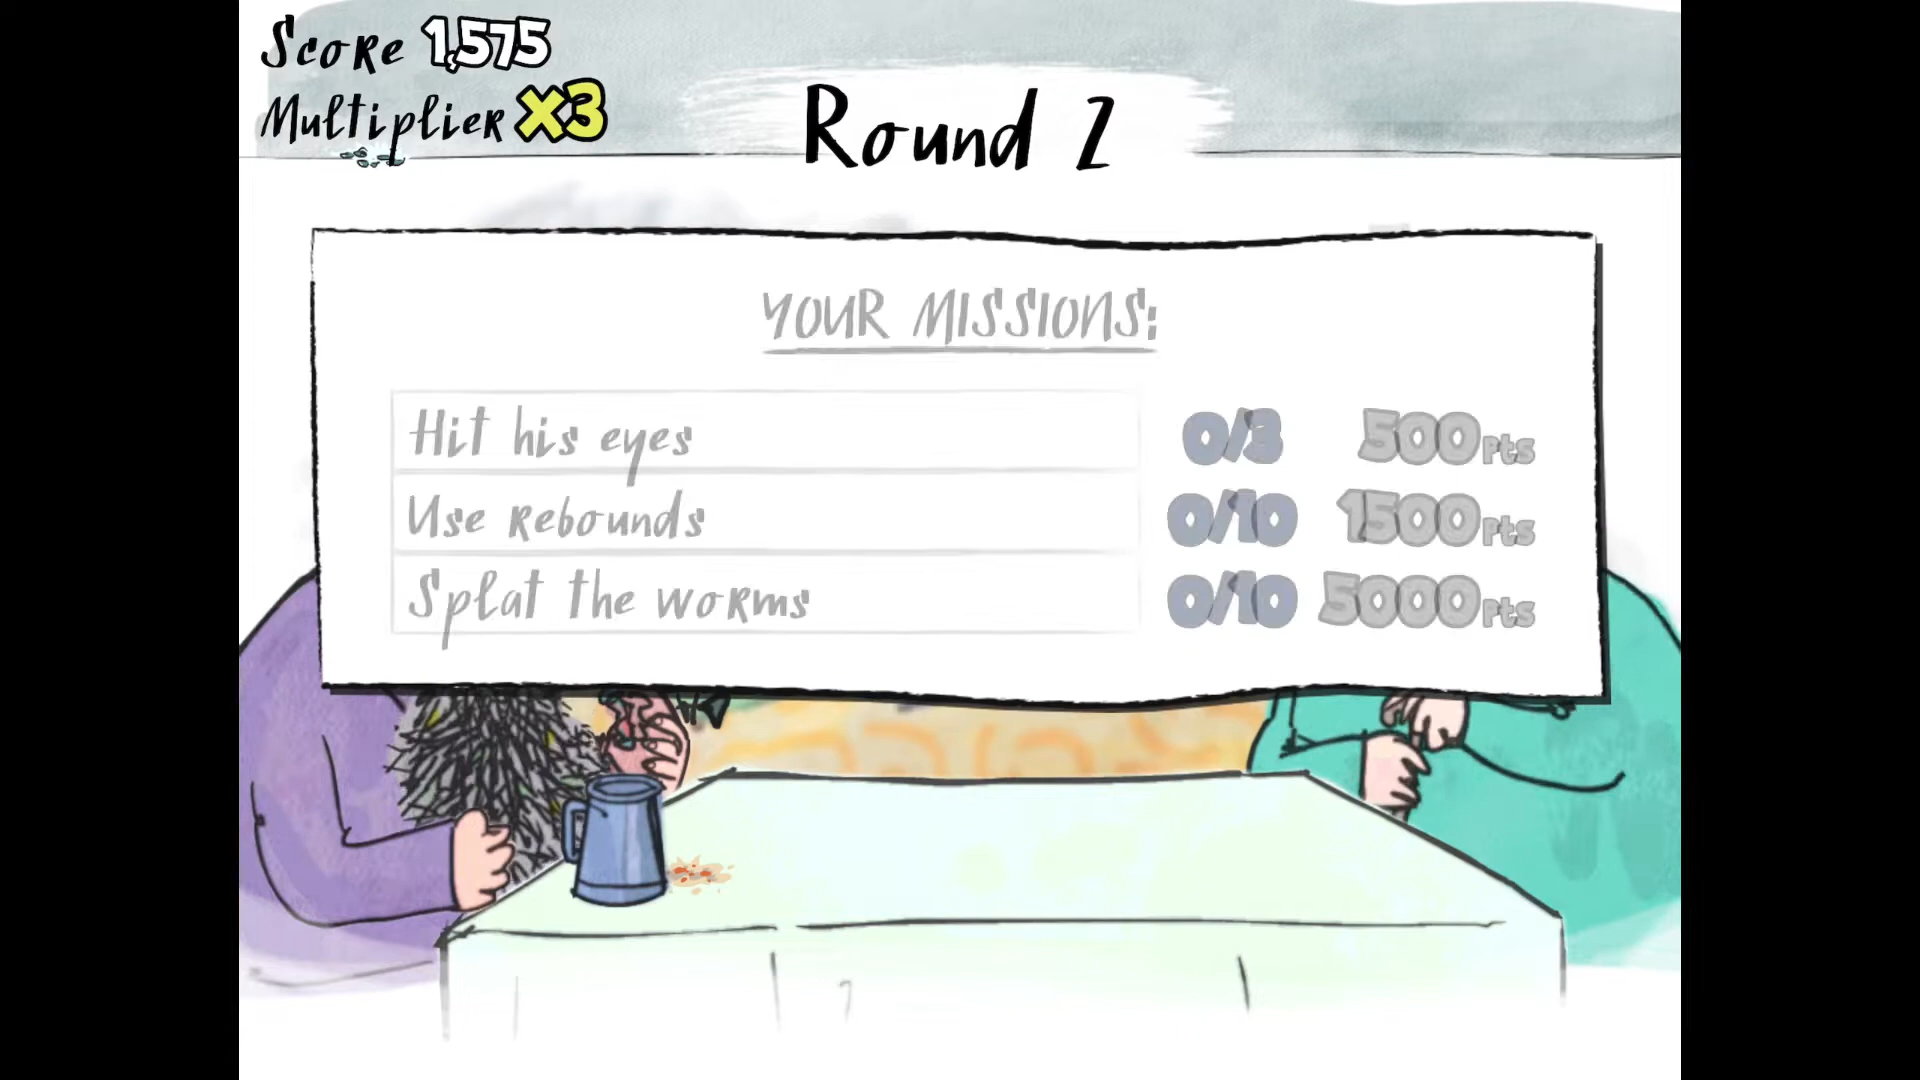 Score 1,575
Multiplier X3
Round 2
YOUR MISSIONS:
Hit his eyes 0/3 500Pts
Use rebounds 0/10 1500Pts
Splat the worms 0/10 5000Pts